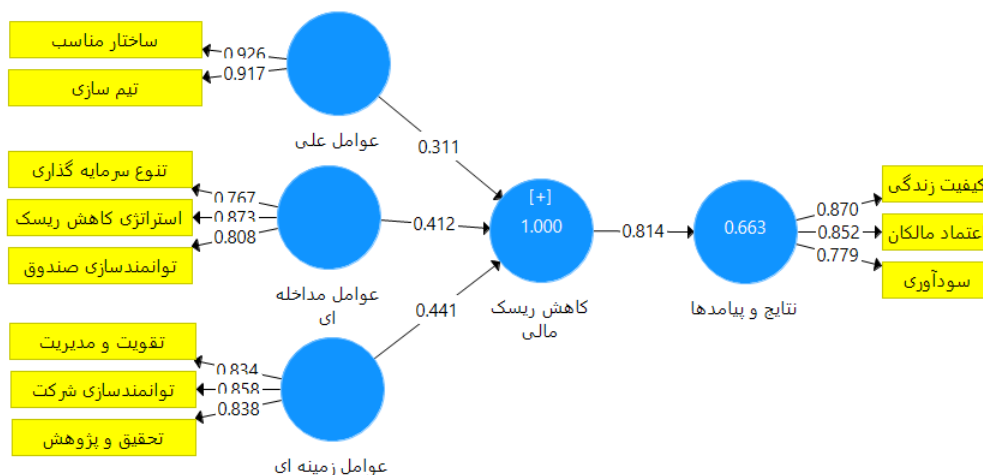 ساختار مناسب
0.926
تیم سازی
0.917
عوامل علی
0.311
تنوع سرمایه گذاری
0.767
استراتژی کاهش ریسک
0.873
توانمندسازی صندوق
0.808
عوامل مداخله
ای
0.412
تقویت و مدیریت
0.834
توانمندسازی شرکت
0.858
تحقیق و پژوهش
0.838
عوامل زمینه ای
0.441
[+]
1.000
کاهش ریسک
مالی
0.814
0.663
نتایج و پیامدها
کیفیت زندگی
0.870
عتماد مالکان
0.852
سودآوری
0.779